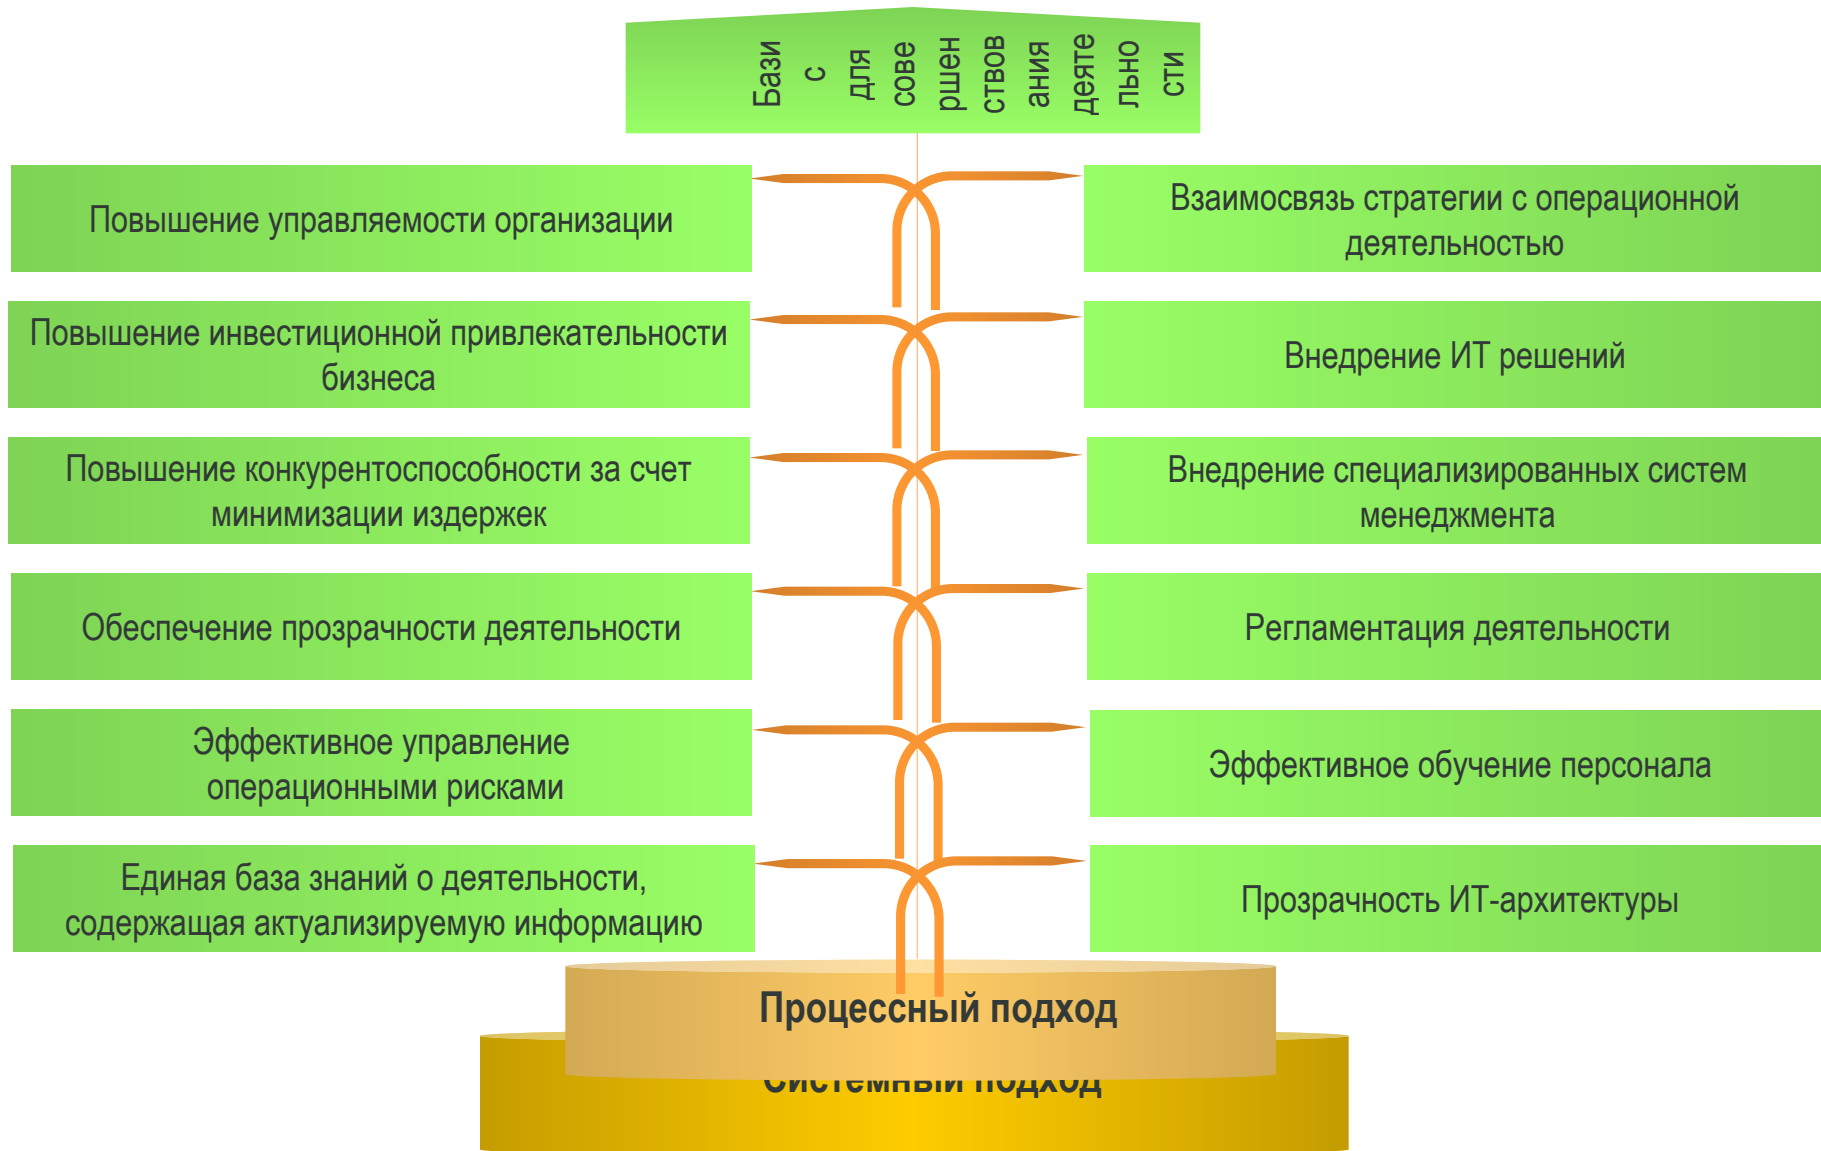 Бази
с
для
сове
ршен
ствов
ания
деяте
льно
сти
Повышение управляемости организации
Взаимосвязь стратегии с операционной
деятельностью
Повышение инвестиционной привлекательности
бизнеса
Внедрение ИТ решений
Повышение конкурентоспособности за счет
минимизации издержек
Внедрение специализированных систем
менеджмента
Обеспечение прозрачности деятельности
Регламентация деятельности
Эффективное управление
операционными рисками
Эффективное обучение персонала
Единая база знаний о деятельности,
содержащая актуализируемую информацию
Прозрачность ИТ-архитектуры
Процессный подход
Системный подход